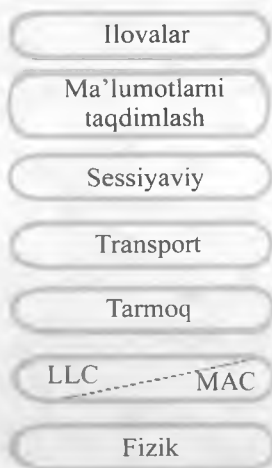 Ilovalar
Ma'lumotlarni
taqdimlash
Sessiyaviy
Transport
Tarmoq
LLC
MAC
Fizik